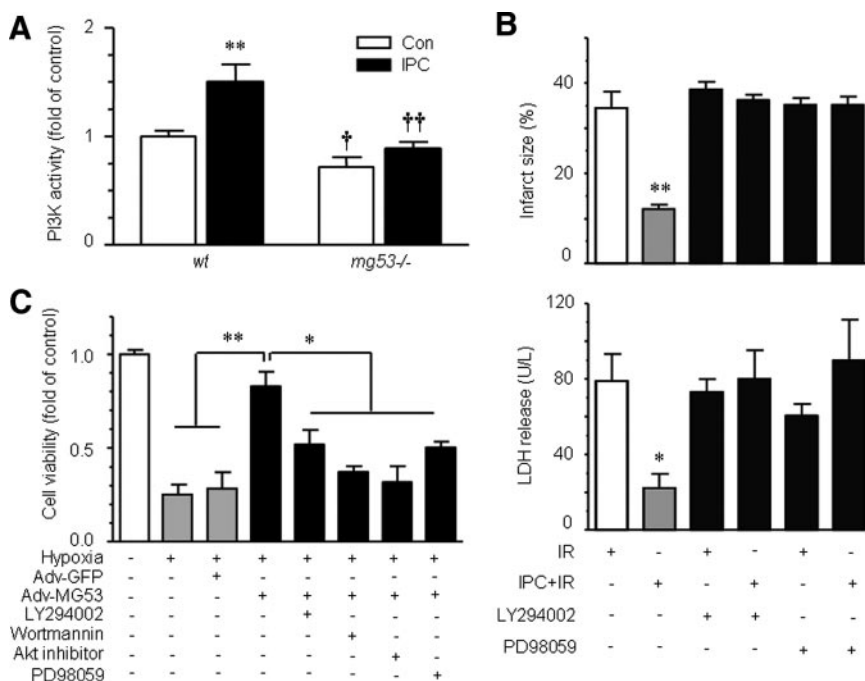 A
PI3K activity (fold of control)
2
1
0
**
†
††
Con
IPC
wt
mg53-/-
B
Infarct size (%)
40
20
0
**
LDH release (U/L)
120
80
40
0
*
IR + - + - + -
IPC+IR - + - + - +
LY294002 - - + + - -
PD98059 - - - - + +
C
Cell viability (fold of control)
1.0
0.5
0.0
**
*
Hypoxia - + + + + + + +
Adv-GFP - - + - - - - -
Adv-MG53 - - - + + + + +
LY294002 - - - - + - - -
Wortmannin - - - - - + - -
Akt inhibitor - - - - - - + -
PD98059 - - - - - - - +